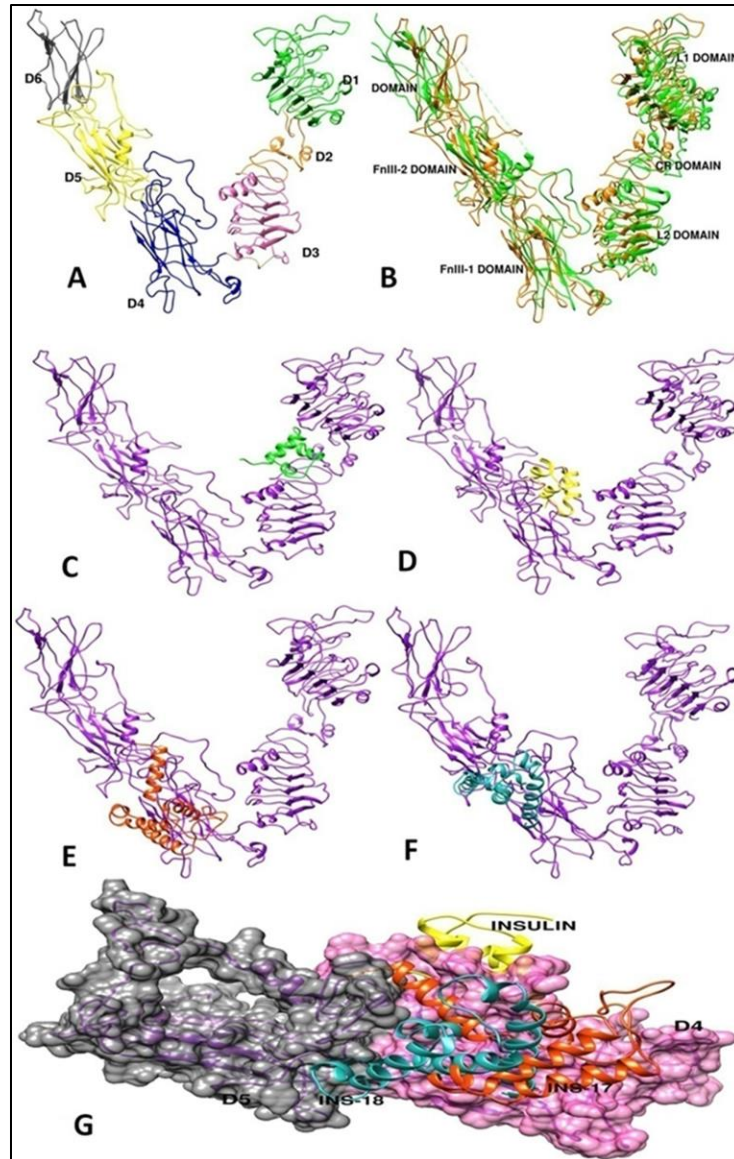 D6
D1
D2
D5
D3
D4
A
L1 DOMAIN
DOMAIN
CR DOMAIN
FnIII-2 DOMAIN
L2 DOMAIN
FnIII-1 DOMAIN
B
C
D
E
F
INSULIN
D4
INS-17
D5
INS-18
G